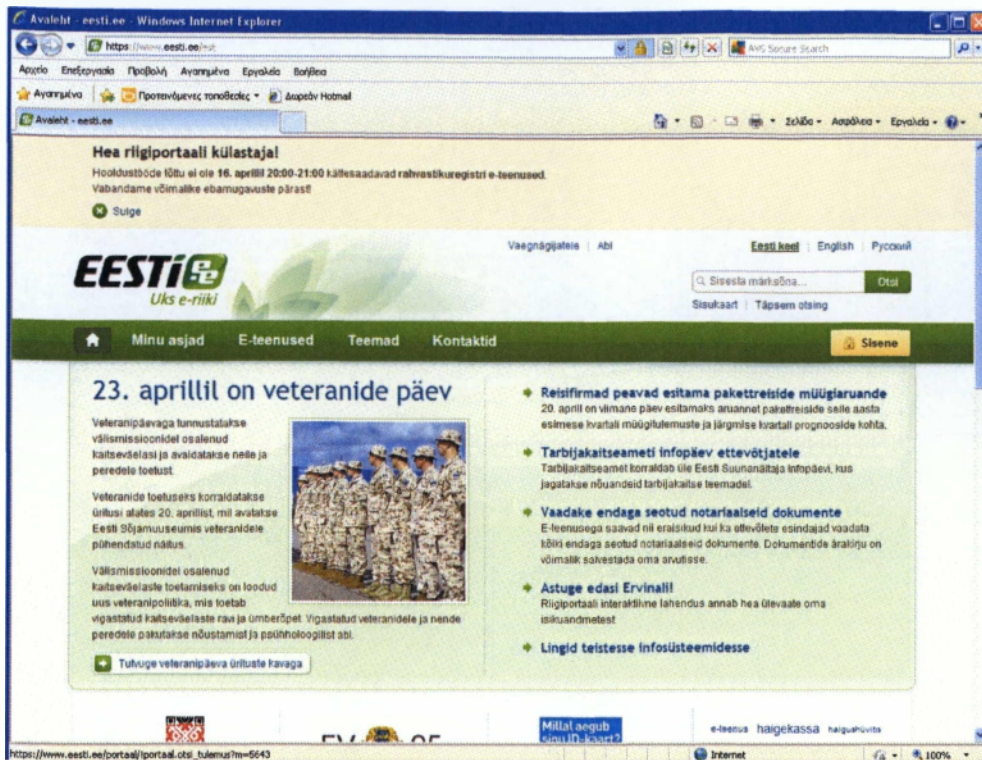 Avaleht - eesti.ee - Windows Internet Explorer
https://www.eesti.ee/est
AVG Secure Search
Αρχείο Επεξεργασία Προβολή Αγαπημένα Εργαλεία Βοήθεια
Αγαπημένα Προτεινόμενες τοποθεσίες Δωρεάν Hotmail
Avaleht - eesti.ee
Σελίδα Ασφάλεια Εργαλεία
Hea riigiportaali külastaja!
Hooldustööde tõttu ei ole 16. aprillil 20:00-21:00 kättesaadavad rahvastikuregistri e-teenused.
Vabandame võimalike ebamugavuste pärast!
Sulge
Vaegnägijatele | Abi
Eesti keel | English | Русский
EESTI.ee
Uks e-riiki
Sisesta märksõna... Otsi
Sisukaart | Täpsem otsing
Minu asjad E-teenused Teemad Kontaktid Sisene
23. aprillil on veteranide päev
Veteranipäevaga tunnustatakse
välismissioonidel osalenud
kaitseväelasi ja avaldatakse neile ja
peredele toetust.
Veteranide toetuseks korraldatakse
üritusi alates 20. aprillist, mil avatakse
Eesti Sõjamuuseumis veteranidele
pühendatud näitus.
Välismissioonidel osalenud
kaitseväelaste toetamiseks on loodud
uus veteranipoliitika, mis toetab
vigastatud kaitseväelaste ravi ja ümberõpet. Vigastatud veteranidele ja nende
peredele pakutakse nõustamist ja psühholoogilist abi.
Tutvuge veteranipäeva ürituste kavaga
Reisifirmad peavad esitama pakettreiside müügiaruande
20. april on viimane päev esitamaks aruannet pakettreiside selle aasta
esimese kvartali müügitulemuste ja järgmise kvartali prognooside kohta.
Tarbijakaitseameti infopäev ettevõtjatele
Tarbijakaitseamet korraldab üle Eesti Suunanäitaja infopäevi, kus
jagatakse nõuandeid tarbijakaitse teemadel.
Vaadake endaga seotud notariaalseid dokumente
E-teenusega saavad nii eraisikud kui ka ettevõtete esindajad vaadata
kõiki endaga seotud notariaalseid dokumente. Dokumentide ärakirju on
võimalik salvestada oma arvutisse.
Astuge edasi Ervinali!
Riigiportaali interaktiivne lahendus annab hea ülevaate oma
isikuandmetest
Lingid teistesse infosüsteemidesse
EV 95
Millal aegub
sinu ID-kaart?
e-teenus haigekassa haigushüvitis
https://www.eesti.ee/portaal/portaal.otsi_tulemus?m=5643 Internet 100%